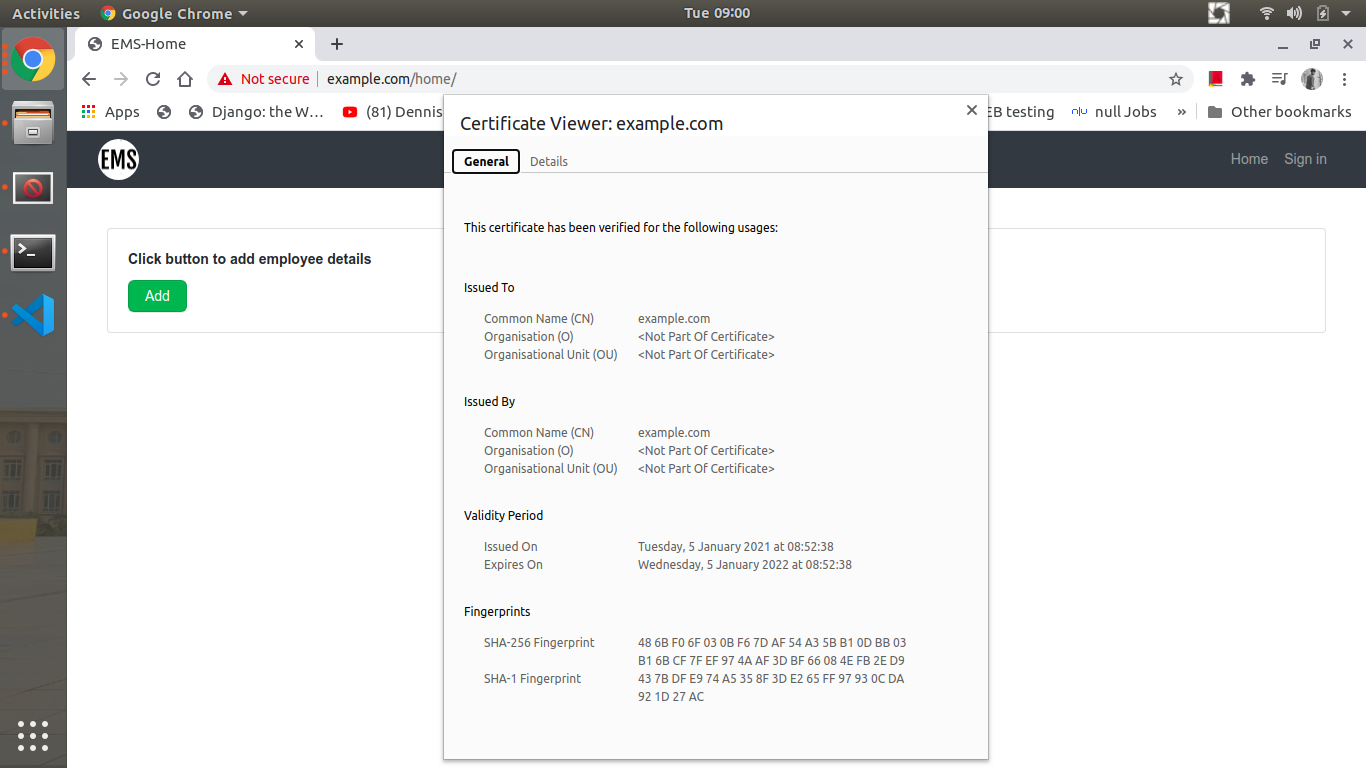 Activities Google Chrome Tue 09:00
EMS-Home
Not secure example.com/home/
Apps Django: the W... (81) Dennis EB testing null Jobs » Other bookmarks
Certificate Viewer: example.com
EMS Home Sign in
General Details
This certificate has been verified for the following usages:
Click button to add employee details
Add
Issued To
Common Name (CN) example.com
Organisation (O) <Not Part Of Certificate>
Organisational Unit (OU) <Not Part Of Certificate>
Issued By
Common Name (CN) example.com
Organisation (O) <Not Part Of Certificate>
Organisational Unit (OU) <Not Part Of Certificate>
Validity Period
Issued On Tuesday, 5 January 2021 at 08:52:38
Expires On Wednesday, 5 January 2022 at 08:52:38
Fingerprints
SHA-256 Fingerprint 48 6B F0 6F 03 0B F6 7D AF 54 A3 5B B1 0D BB 03
B1 6B CF 7F EF 97 4A AF 3D BF 66 08 4E FB 2E D9
SHA-1 Fingerprint 43 7B DF E9 74 A5 35 8F 3D E2 65 FF 97 93 0C DA
92 1D 27 AC